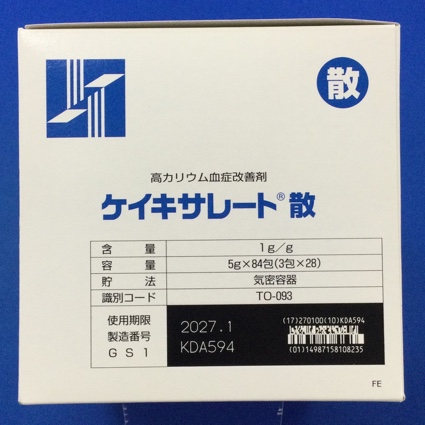 散
高カリウム血症改善剤
ケイキサレート®散
含量 1g/g
容量 5g×84包(3包×28)
貯法 気密容器
識別コード TO-093
使用期限 2027.1
製造番号 KDA594
GS1
(17)270100(10)KDA594
(01)14987158108235
FE